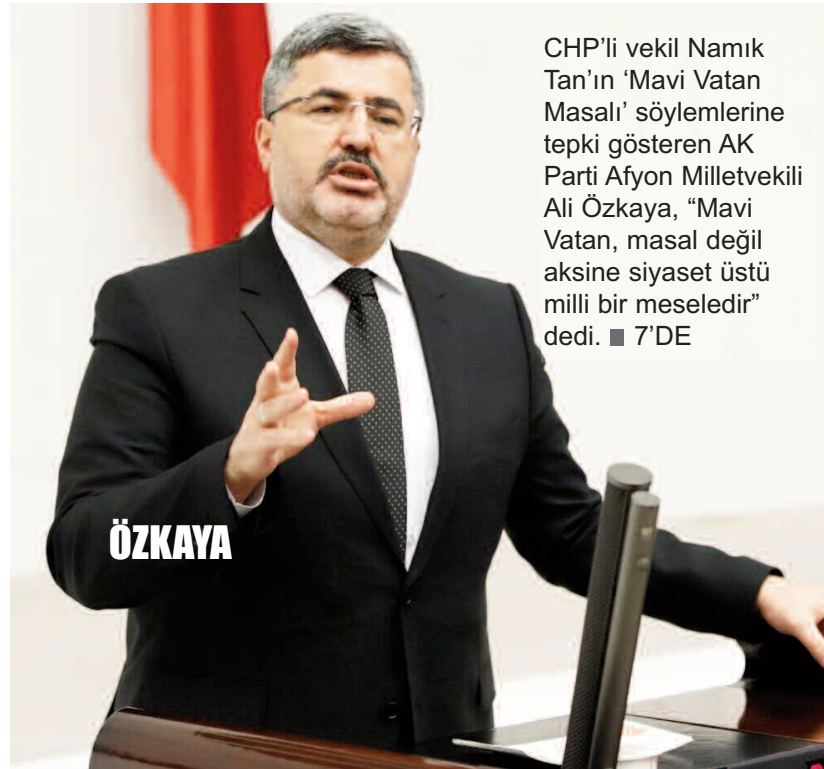 CHP’li vekil Namık
Tan’ın ‘Mavi Vatan
Masalı’ söylemlerine
tepki gösteren AK
Parti Afyon Milletvekili
Ali Özkaya, “Mavi
Vatan, masal değil
aksine siyaset üstü
milli bir meseledir”
dedi. ■ 7’DE
ÖZKAYA